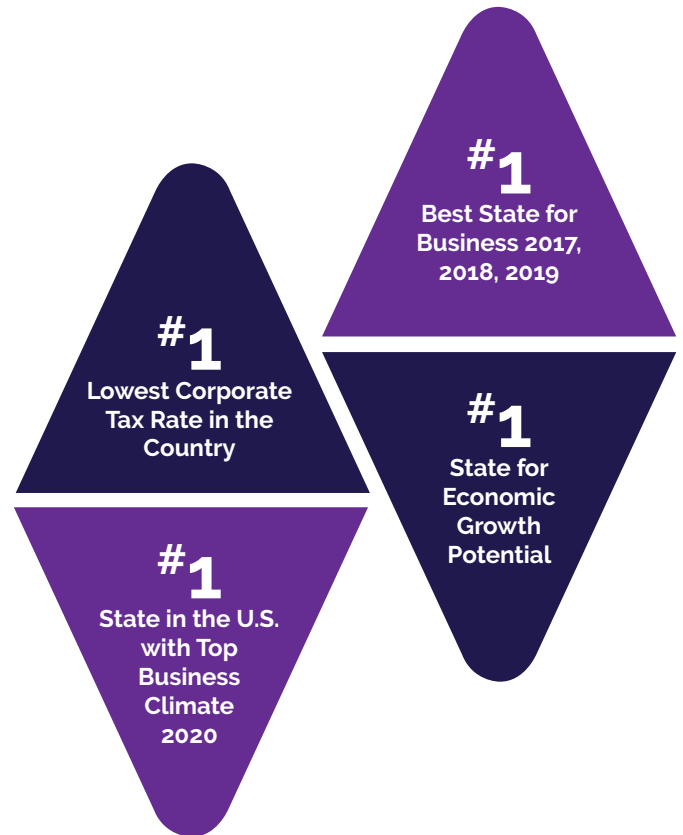 #1
Best State for
Business 2017,
2018, 2019
#1
Lowest Corporate
Tax Rate in the
Country
#1
State for
Economic
Growth
Potential
#1
State in the U.S.
with Top
Business
Climate
2020